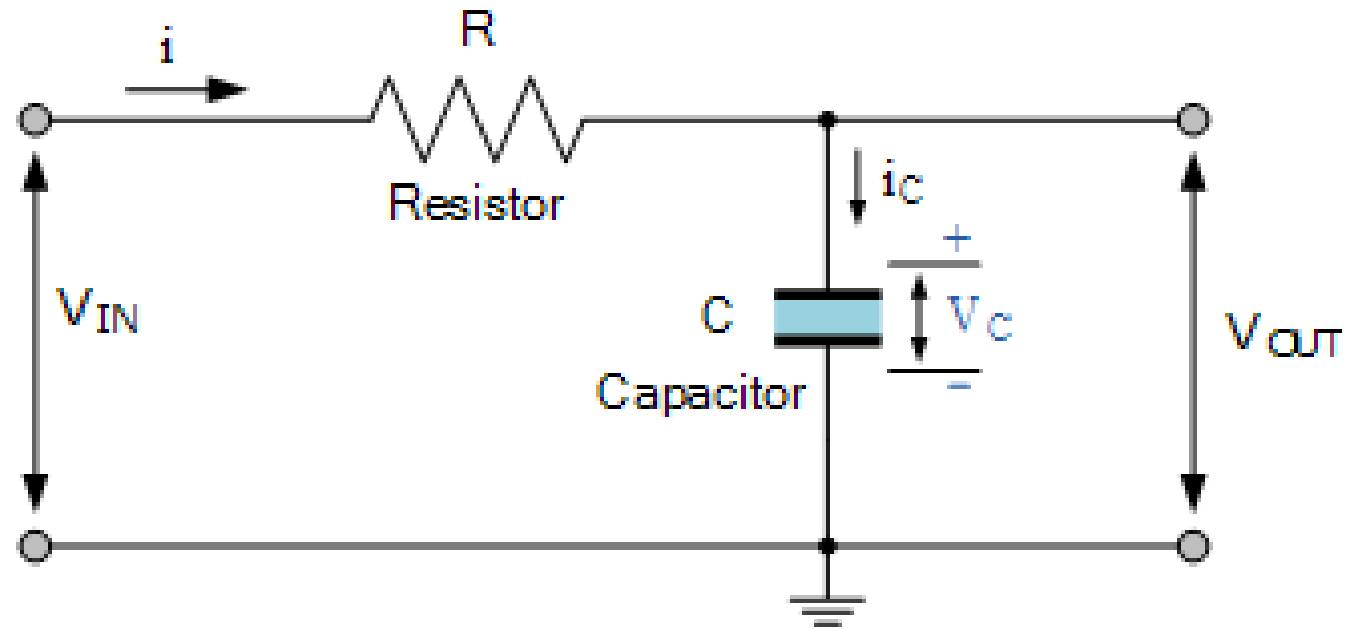 i
R
Resistor
iC
+
VIN
C
VC
VOUT
-
Capacitor